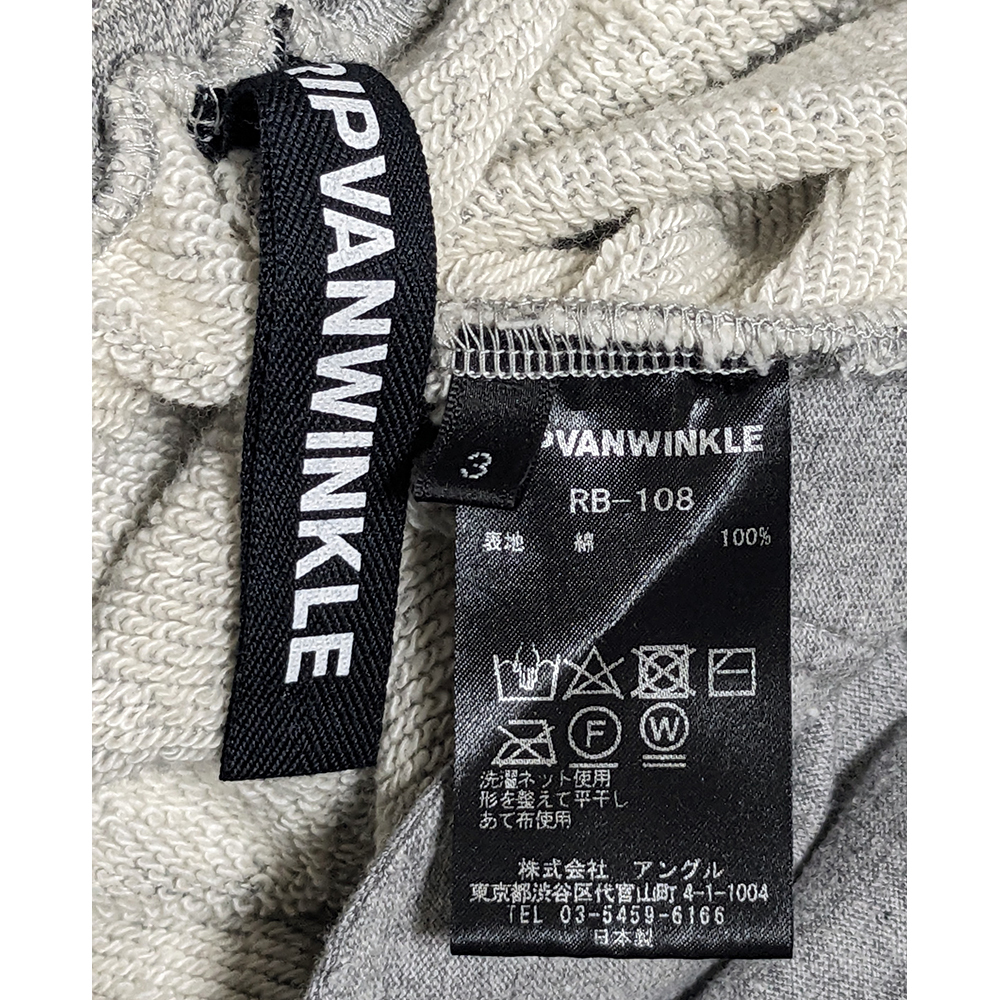 RIPVANWINKLE
3
PVANWINKLE
RB-108
表地 綿 100%
F
W
洗濯ネット使用
形を整えて平干し
あて布使用
株式会社 アングル
東京都渋谷区代官山町4-1-1004
TEL 03-5459-6166
日本製